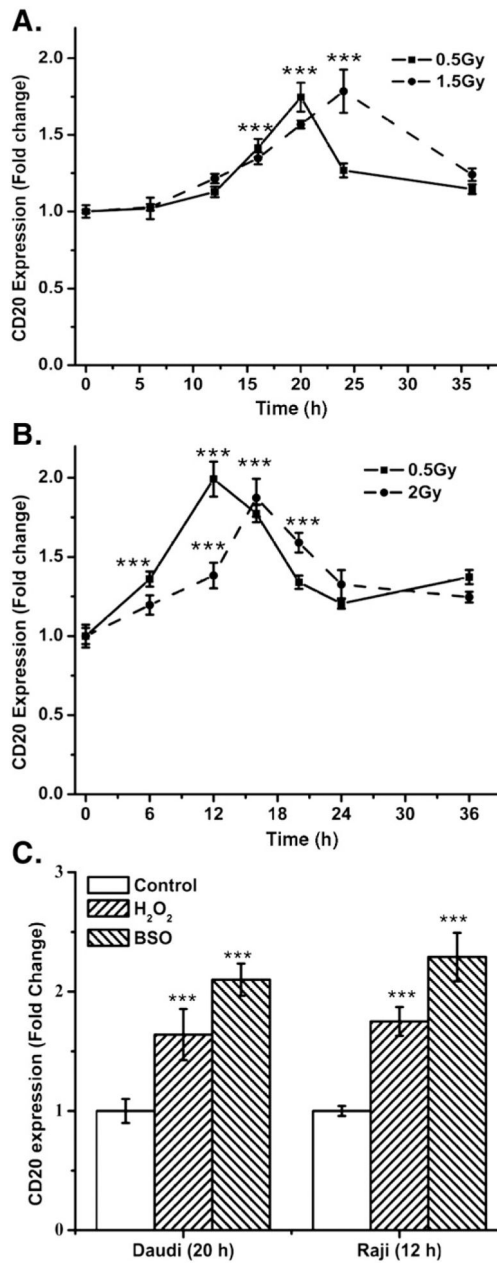 A.
CD20 Expression (Fold change)
2.0
1.5
1.0
0.5
0.0
0.5Gy
1.5Gy
***
***
***
0 5 10 15 20 25 30 35
Time (h)
B.
CD20 Expression (Fold change)
2.0
1.5
1.0
0.5
0.0
0.5Gy
2Gy
*** ***
***
***
***
0 6 12 18 24 30 36
Time (h)
C.
CD20 expression (Fold Change)
3
2
1
0
Control
H₂O₂
BSO
***
***
***
***
Daudi (20 h) Raji (12 h)